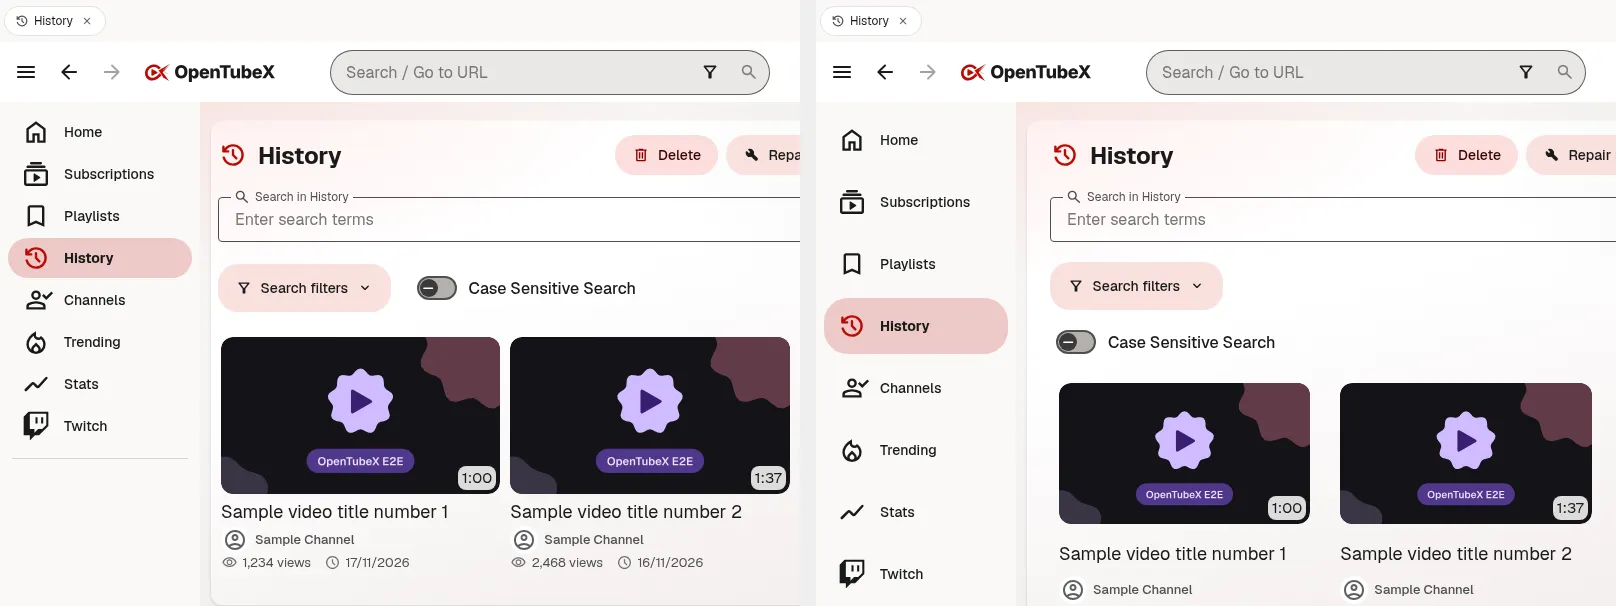 History
OpenTubeX
Search / Go to URL
Home
Subscriptions
Playlists
History
Channels
Trending
Stats
Twitch
History
Delete
Search in History
Enter search terms
Search filters
Case Sensitive Search
OpenTubeX E2E
1:00
OpenTubeX E2E
1:37
Sample video title number 1
Sample Channel
1,234 views
17/11/2026
Sample video title number 2
Sample Channel
2,468 views
16/11/2026
History
OpenTubeX
Search / Go to URL
Home
Subscriptions
Playlists
History
Channels
Trending
Stats
Twitch
History
Delete
Repair
Search in History
Enter search terms
Search filters
Case Sensitive Search
OpenTubeX E2E
1:00
OpenTubeX E2E
1:37
Sample video title number 1
Sample Channel
Sample video title number 2
Sample Channel